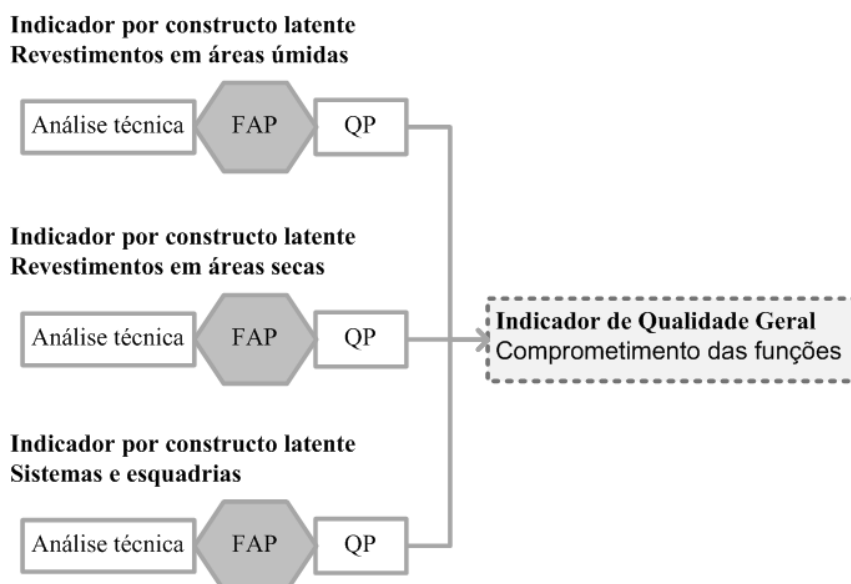 Indicador por constructo latente
Revestimentos em áreas úmidas
Análise técnica FAP QP
Indicador por constructo latente
Revestimentos em áreas secas
Análise técnica FAP QP
Indicador de Qualidade Geral
Comprometimento das funções
Indicador por constructo latente
Sistemas e esquadrias
Análise técnica FAP QP